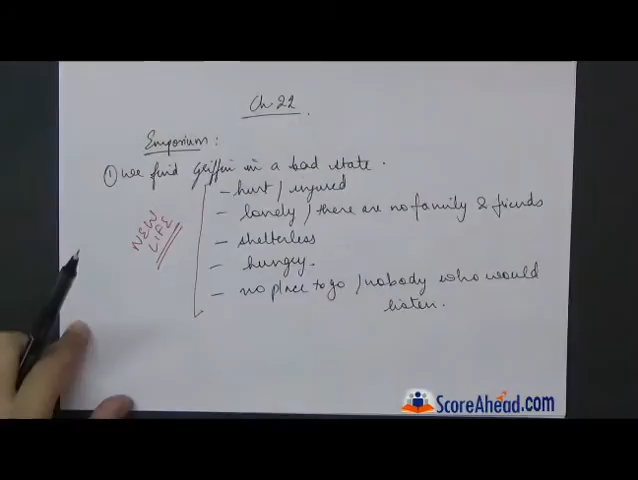 Ch 22.
Emporium:
① we find Griffin in a bad state.
- hurt / injured
- lonely / there are no family & friends
- shelterless
- hungry.
- no place to go / nobody who would
listen.
NEW
LIFE
ScoreAhead.com